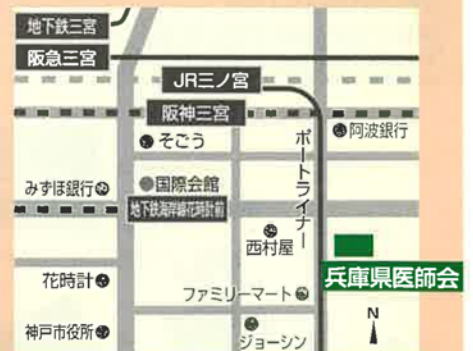 地下鉄三宮
阪急三宮
JR三ノ宮
阪神三宮
そごう
ポートライナー
阿波銀行
みずほ銀行
国際会館
地下鉄海岸線花時計前
西村屋
兵庫県医師会
花時計
ファミリーマート
N
神戸市役所
ジョーシン